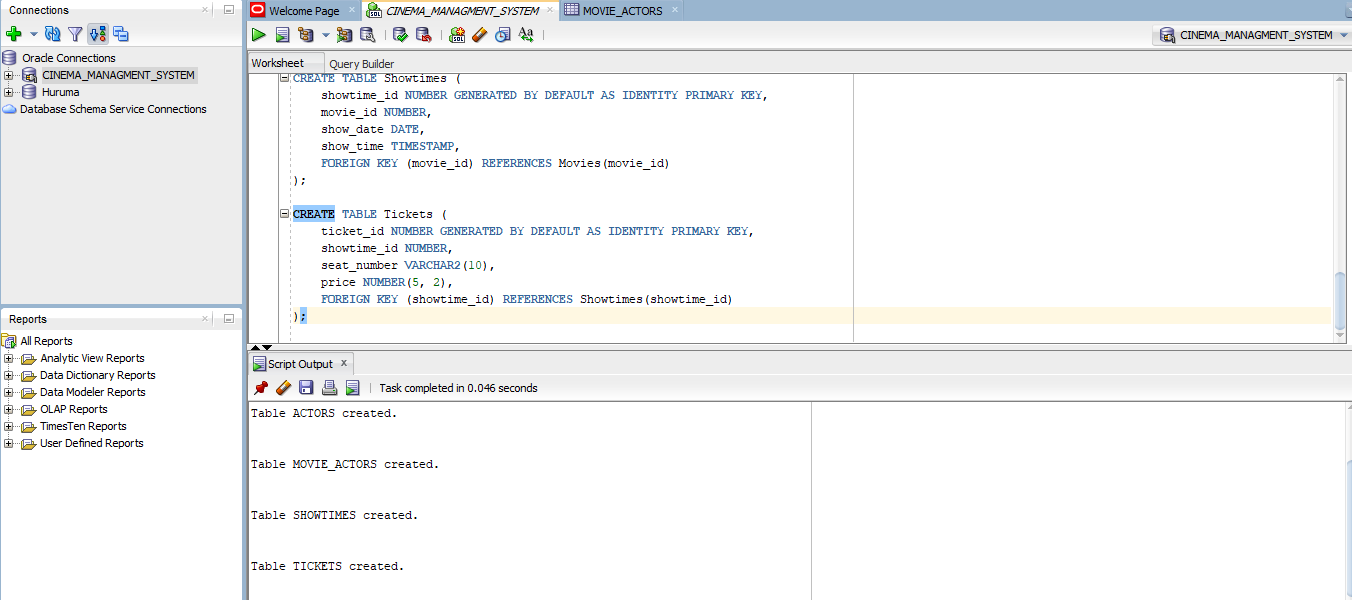 Connections
Oracle Connections
CINEMA_MANAGMENT_SYSTEM
Huruma
Database Schema Service Connections
Reports
All Reports
Analytic View Reports
Data Dictionary Reports
Data Modeler Reports
OLAP Reports
TimesTen Reports
User Defined Reports
Welcome Page
CINEMA_MANAGMENT_SYSTEM
MOVIE_ACTORS
CINEMA_MANAGMENT_SYSTEM
Worksheet
Query Builder
CREATE TABLE Showtimes (
showtime_id NUMBER GENERATED BY DEFAULT AS IDENTITY PRIMARY KEY,
movie_id NUMBER,
show_date DATE,
show_time TIMESTAMP,
FOREIGN KEY (movie_id) REFERENCES Movies(movie_id)
);
CREATE TABLE Tickets (
ticket_id NUMBER GENERATED BY DEFAULT AS IDENTITY PRIMARY KEY,
showtime_id NUMBER,
seat_number VARCHAR2(10),
price NUMBER(5, 2),
FOREIGN KEY (showtime_id) REFERENCES Showtimes(showtime_id)
);
Script Output
Task completed in 0.046 seconds
Table ACTORS created.
Table MOVIE_ACTORS created.
Table SHOWTIMES created.
Table TICKETS created.